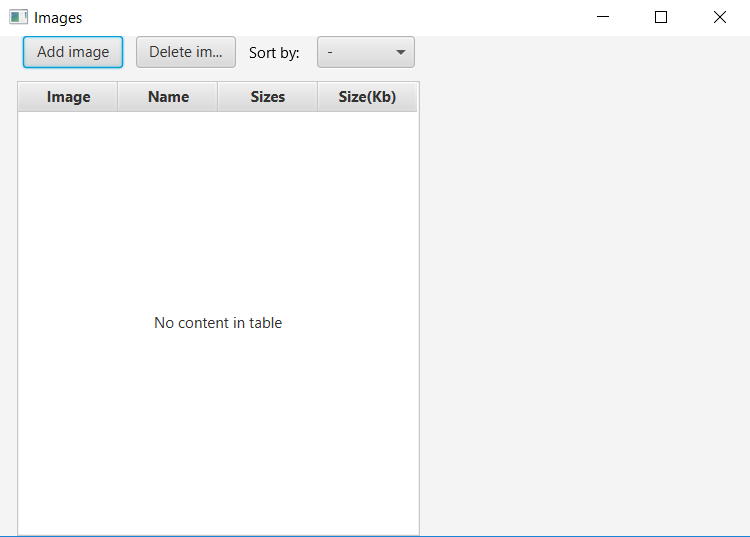 Images
Add image Delete im... Sort by: -
Image Name Sizes Size(Kb)
No content in table